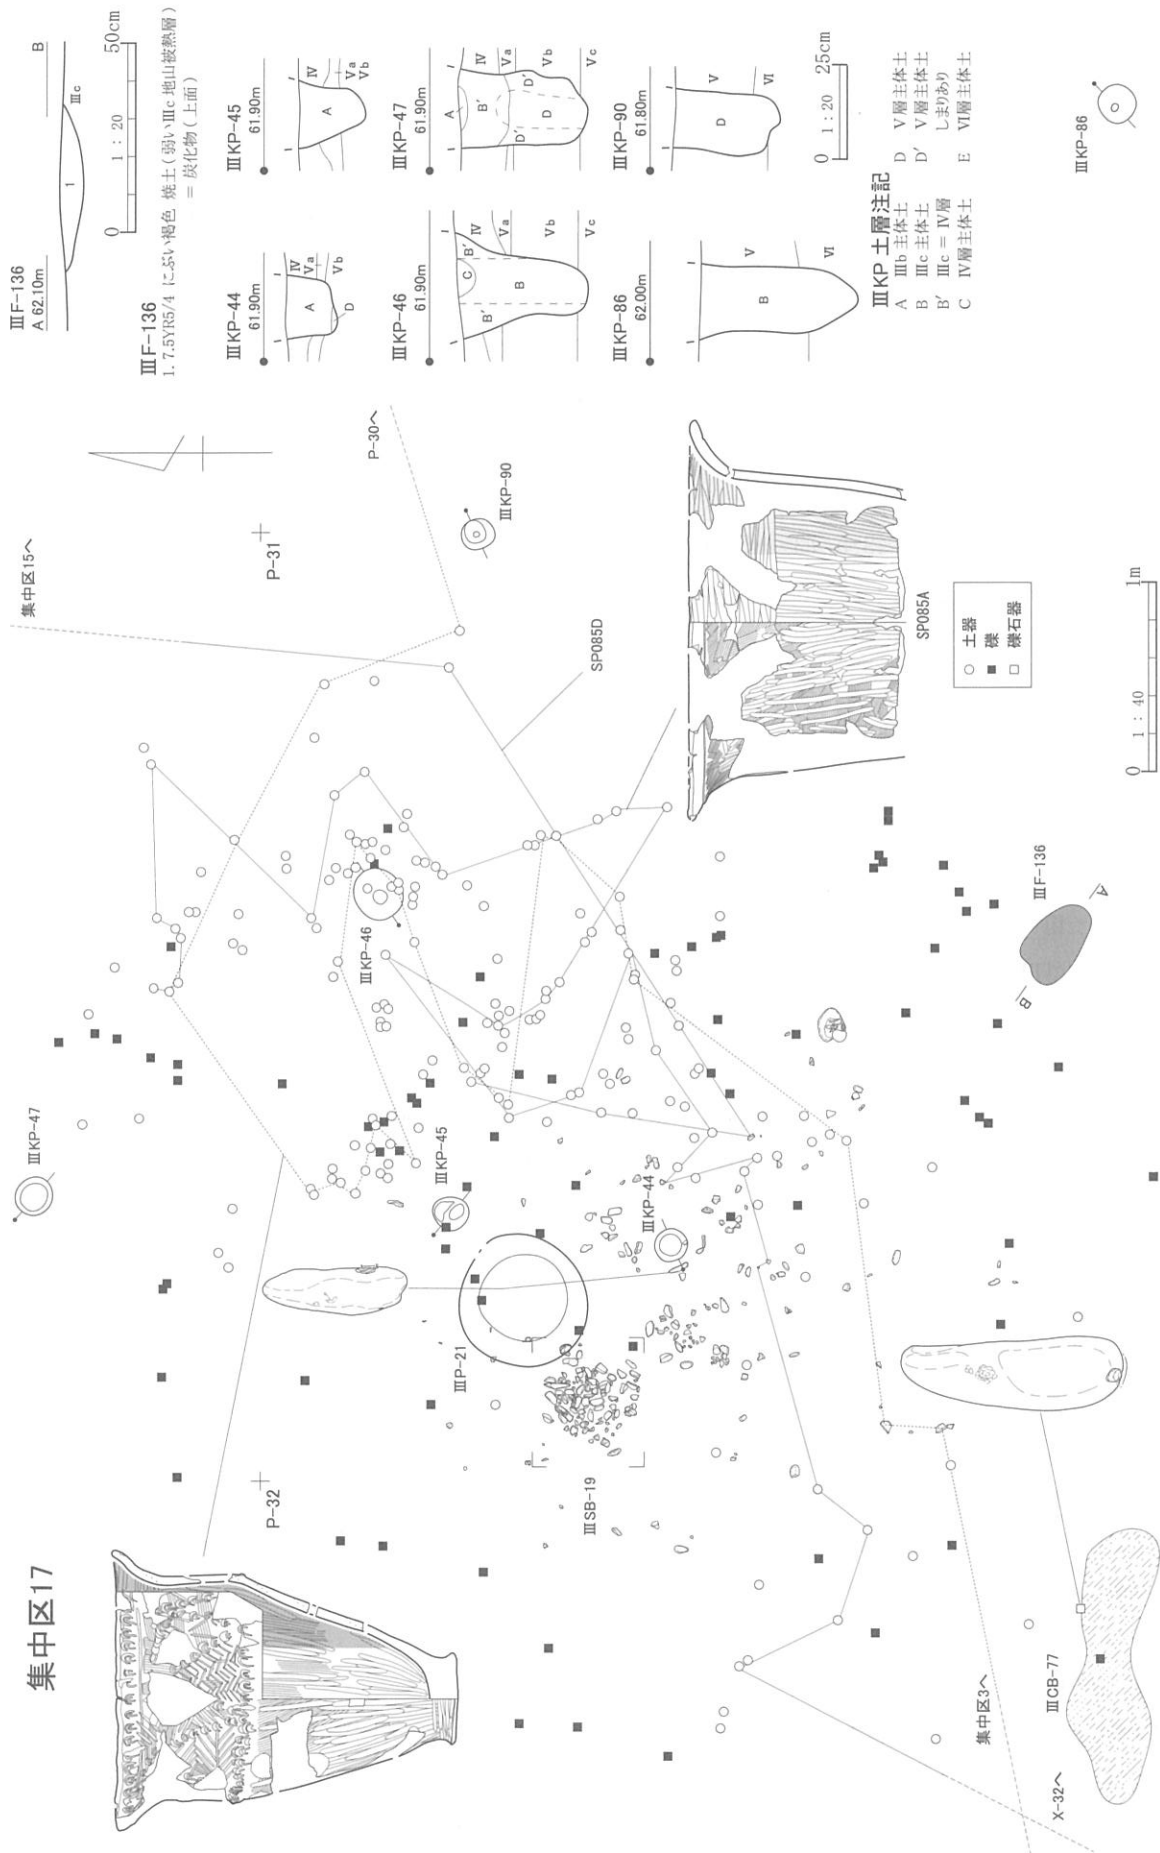 集中区17
ⅢF-136
A 62.10m
B
1
Ⅲc
0
1 : 20
50cm
ⅢF-136
1. 7.5YR5/4 にぶい褐色 焼土(弱いⅢc 地山被熱層)
= 炭化物(上面)
ⅢKP-44
61.90m
Ⅰ
Ⅰ
Ⅳ
Ⅴa
Ⅴb
A
D
ⅢKP-45
61.90m
Ⅰ
Ⅰ
Ⅳ
Ⅴa
Ⅴb
A
ⅢKP-46
61.90m
Ⅰ
Ⅰ
Ⅳ
Ⅴa
Ⅴb
Ⅴc
B′
C
B′
B
ⅢKP-47
61.90m
Ⅰ
Ⅰ
Ⅳ
Ⅴa
Ⅴb
Ⅴc
A
B′
D′
D
D′
ⅢKP-86
62.00m
Ⅰ
Ⅰ
Ⅴ
Ⅵ
B
ⅢKP-90
61.80m
Ⅰ
Ⅰ
Ⅴ
Ⅵ
D
0
1 : 20
25cm
ⅢKP 土層注記
A Ⅲb 主体土
B Ⅲc 主体土
B′ Ⅲc = Ⅳ層
C Ⅳ層主体土
D Ⅴ層主体土
D′ Ⅴ層主体土
しまりあり
E Ⅵ層主体土
集中区15へ
P-30へ
P-31
ⅢKP-90
ⅢKP-86
SP085D
SP085A
ⅢKP-47
ⅢKP-46
ⅢKP-45
ⅢKP-44
ⅢP-21
P-32
ⅢSB-19
a
ⅢF-136
A
B
○ 土器
■ 礫
□ 礫石器
0
1 : 40
1m
集中区3へ
X-32へ
ⅢCB-77